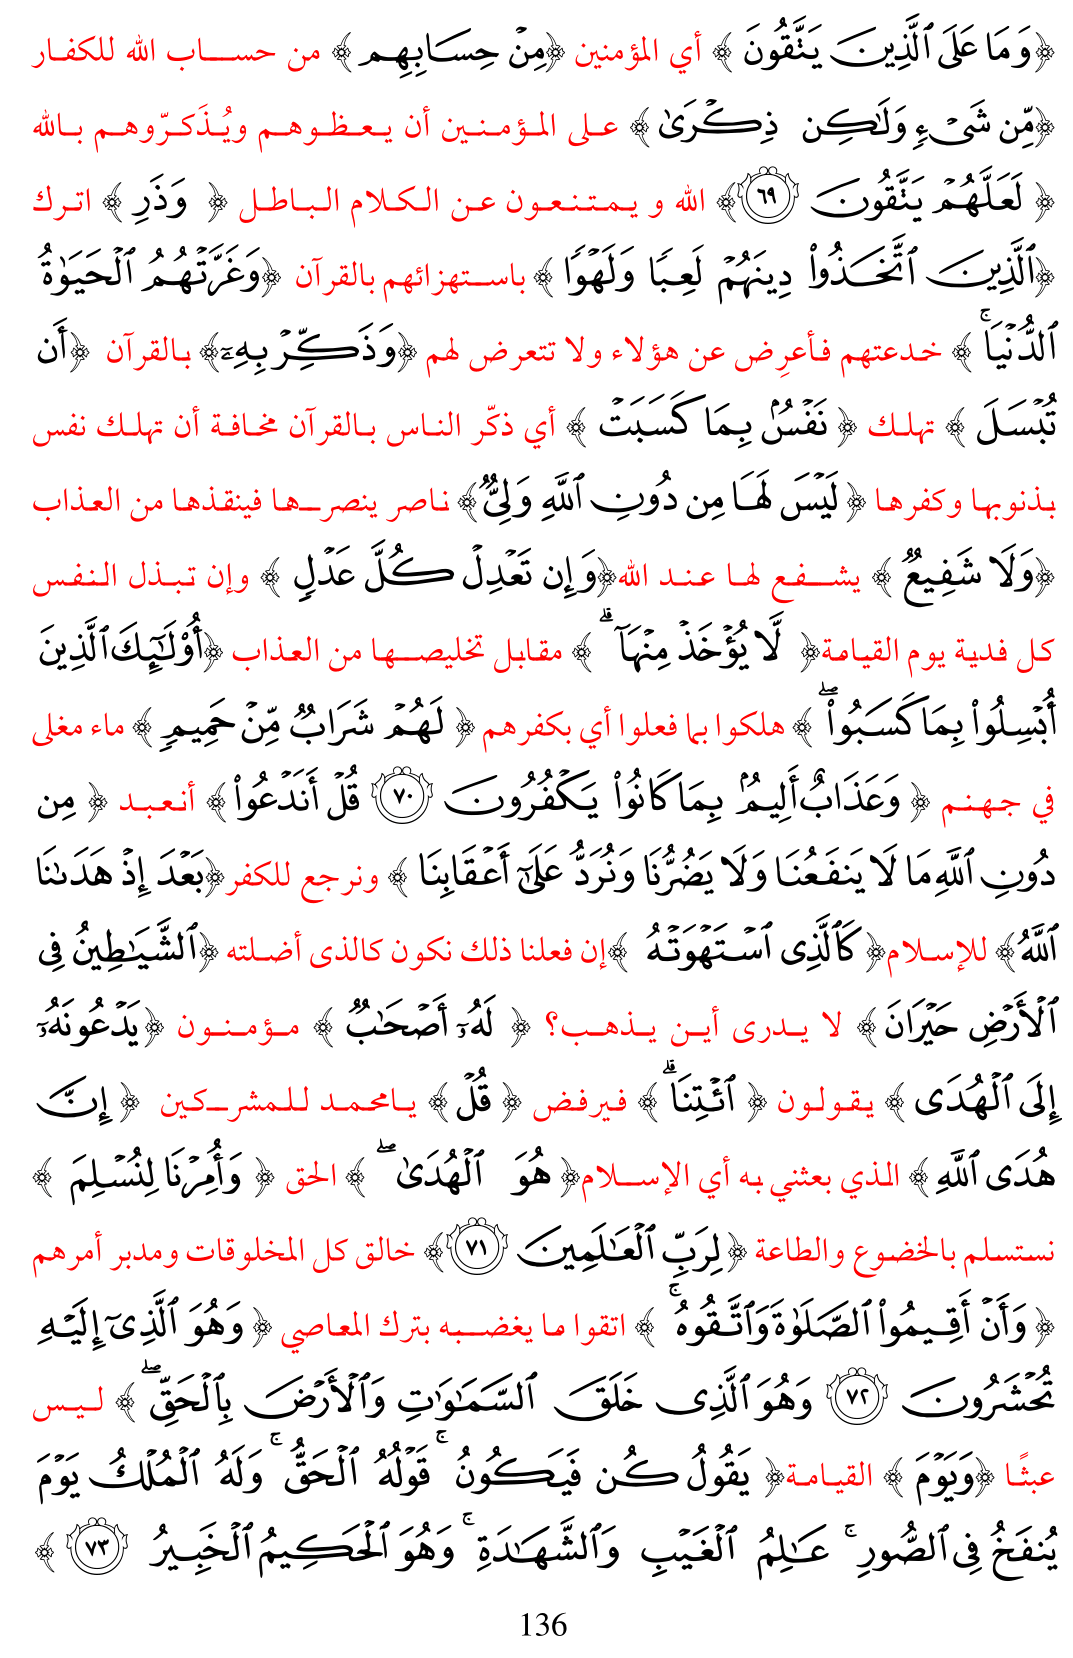 ﴿وَمَا عَلَى ٱلَّذِينَ يَتَّقُونَ ﴾ أي المؤمنين ﴿مِنۡ حِسَابِهِم ﴾ من حساب الله للكفار
﴿مِّن شَيۡءٖ وَلَٰكِن ذِكۡرَىٰ ﴾ على المؤمنين أن يعظوهم ويُذَكرّوهم بالله
﴿ لَعَلَّهُمۡ يَتَّقُونَ ٦٩﴾ الله و يمتنعون عن الكلام الباطل ﴿ وَذَرِ ﴾ اترك
﴿ٱلَّذِينَ ٱتَّخَذُواْ دِينَهُمۡ لَعِبٗا وَلَهۡوٗا ﴾ باستهزائهم بالقرآن ﴿وَغَرَّتۡهُمُ ٱلۡحَيَوٰةُ
ٱلدُّنۡيَاۚ ﴾ خدعتهم فأعرِض عن هؤلاء ولا تتعرض لهم ﴿وَذَكِّرۡ بِهِۦٓ﴾ بالقرآن ﴿أَن
تُبۡسَلَ ﴾ تهلك ﴿ نَفۡسُۢ بِمَا كَسَبَتۡ ﴾ أي ذكّر الناس بالقرآن مخافة أن تهلك نفس
بذنوبها وكفرها ﴿ لَيۡسَ لَهَا مِن دُونِ ٱللَّهِ وَلِيّٞ﴾ ناصر ينصرها فينقذها من العذاب
﴿وَلَا شَفِيعٞ ﴾ يشفع لها عند الله﴿وَإِن تَعۡدِلۡ كُلَّ عَدۡلٖ ﴾ وإن تبذل النفس
كل فدية يوم القيامة﴿ لَّا يُؤۡخَذۡ مِنۡهَآۗ ﴾ مقابل تخليصها من العذاب ﴿أُوْلَٰٓئِكَ ٱلَّذِينَ
أُبۡسِلُواْ بِمَا كَسَبُواْۖ ﴾ هلكوا بما فعلوا أي بكفرهم ﴿ لَهُمۡ شَرَابٞ مِّنۡ حَمِيمٖ ﴾ ماء مغلى
في جهنم ﴿ وَعَذَابٌ أَلِيمُۢ بِمَا كَانُواْ يَكۡفُرُونَ ٧٠ قُلۡ أَنَدۡعُواْ ﴾ أنعبد ﴿ مِن
دُونِ ٱللَّهِ مَا لَا يَنفَعُنَا وَلَا يَضُرُّنَا وَنُرَدُّ عَلَىٰٓ أَعۡقَابِنَا ﴾ ونرجع للكفر﴿بَعۡدَ إِذۡ هَدَىٰنَا
ٱللَّهُ﴾ للإسلام﴿ كَٱلَّذِي ٱسۡتَهۡوَتۡهُ ﴾إن فعلنا ذلك نكون كالذى أضلته ﴿ٱلشَّيَٰطِينُ فِي
ٱلۡأَرۡضِ حَيۡرَانَ ﴾ لا يدرى أين يذهب؟ ﴿ لَهُۥٓ أَصۡحَٰبٞ ﴾ مؤمنون ﴿يَدۡعُونَهُۥٓ
إِلَى ٱلۡهُدَى ﴾ يقولون ﴿ ٱئۡتِنَاۗ ﴾ فيرفض ﴿ قُلۡ ﴾ يامحمد للمشركين ﴿ إِنَّ
هُدَى ٱللَّهِ ﴾ الذي بعثني به أي الإسلام﴿ هُوَ ٱلۡهُدَىٰۖ ﴾ الحق ﴿ وَأُمِرۡنَا لِنُسۡلِمَ ﴾
نستسلم بالخضوع والطاعة ﴿لِرَبِّ ٱلۡعَٰلَمِينَ ٧١﴾ خالق كل المخلوقات ومدبر أمرهم
﴿ وَأَنۡ أَقِيمُواْ ٱلصَّلَوٰةَ وَٱتَّقُوهُۚ ﴾ اتقوا ما يغضبه بترك المعاصي ﴿ وَهُوَ ٱلَّذِيٓ إِلَيۡهِ
تُحۡشَرُونَ ٧٢ وَهُوَ ٱلَّذِي خَلَقَ ٱلسَّمَٰوَٰتِ وَٱلۡأَرۡضَ بِٱلۡحَقِّۖ ﴾ ليس
عبثًا ﴿وَيَوۡمَ ﴾ القيامة﴿ يَقُولُ كُن فَيَكُونُۚ قَوۡلُهُ ٱلۡحَقُّۚ وَلَهُ ٱلۡمُلۡكُ يَوۡمَ
يُنفَخُ فِي ٱلصُّورِۚ عَٰلِمُ ٱلۡغَيۡبِ وَٱلشَّهَٰدَةِۚ وَهُوَ ٱلۡحَكِيمُ ٱلۡخَبِيرُ ٧٣ ﴾
136